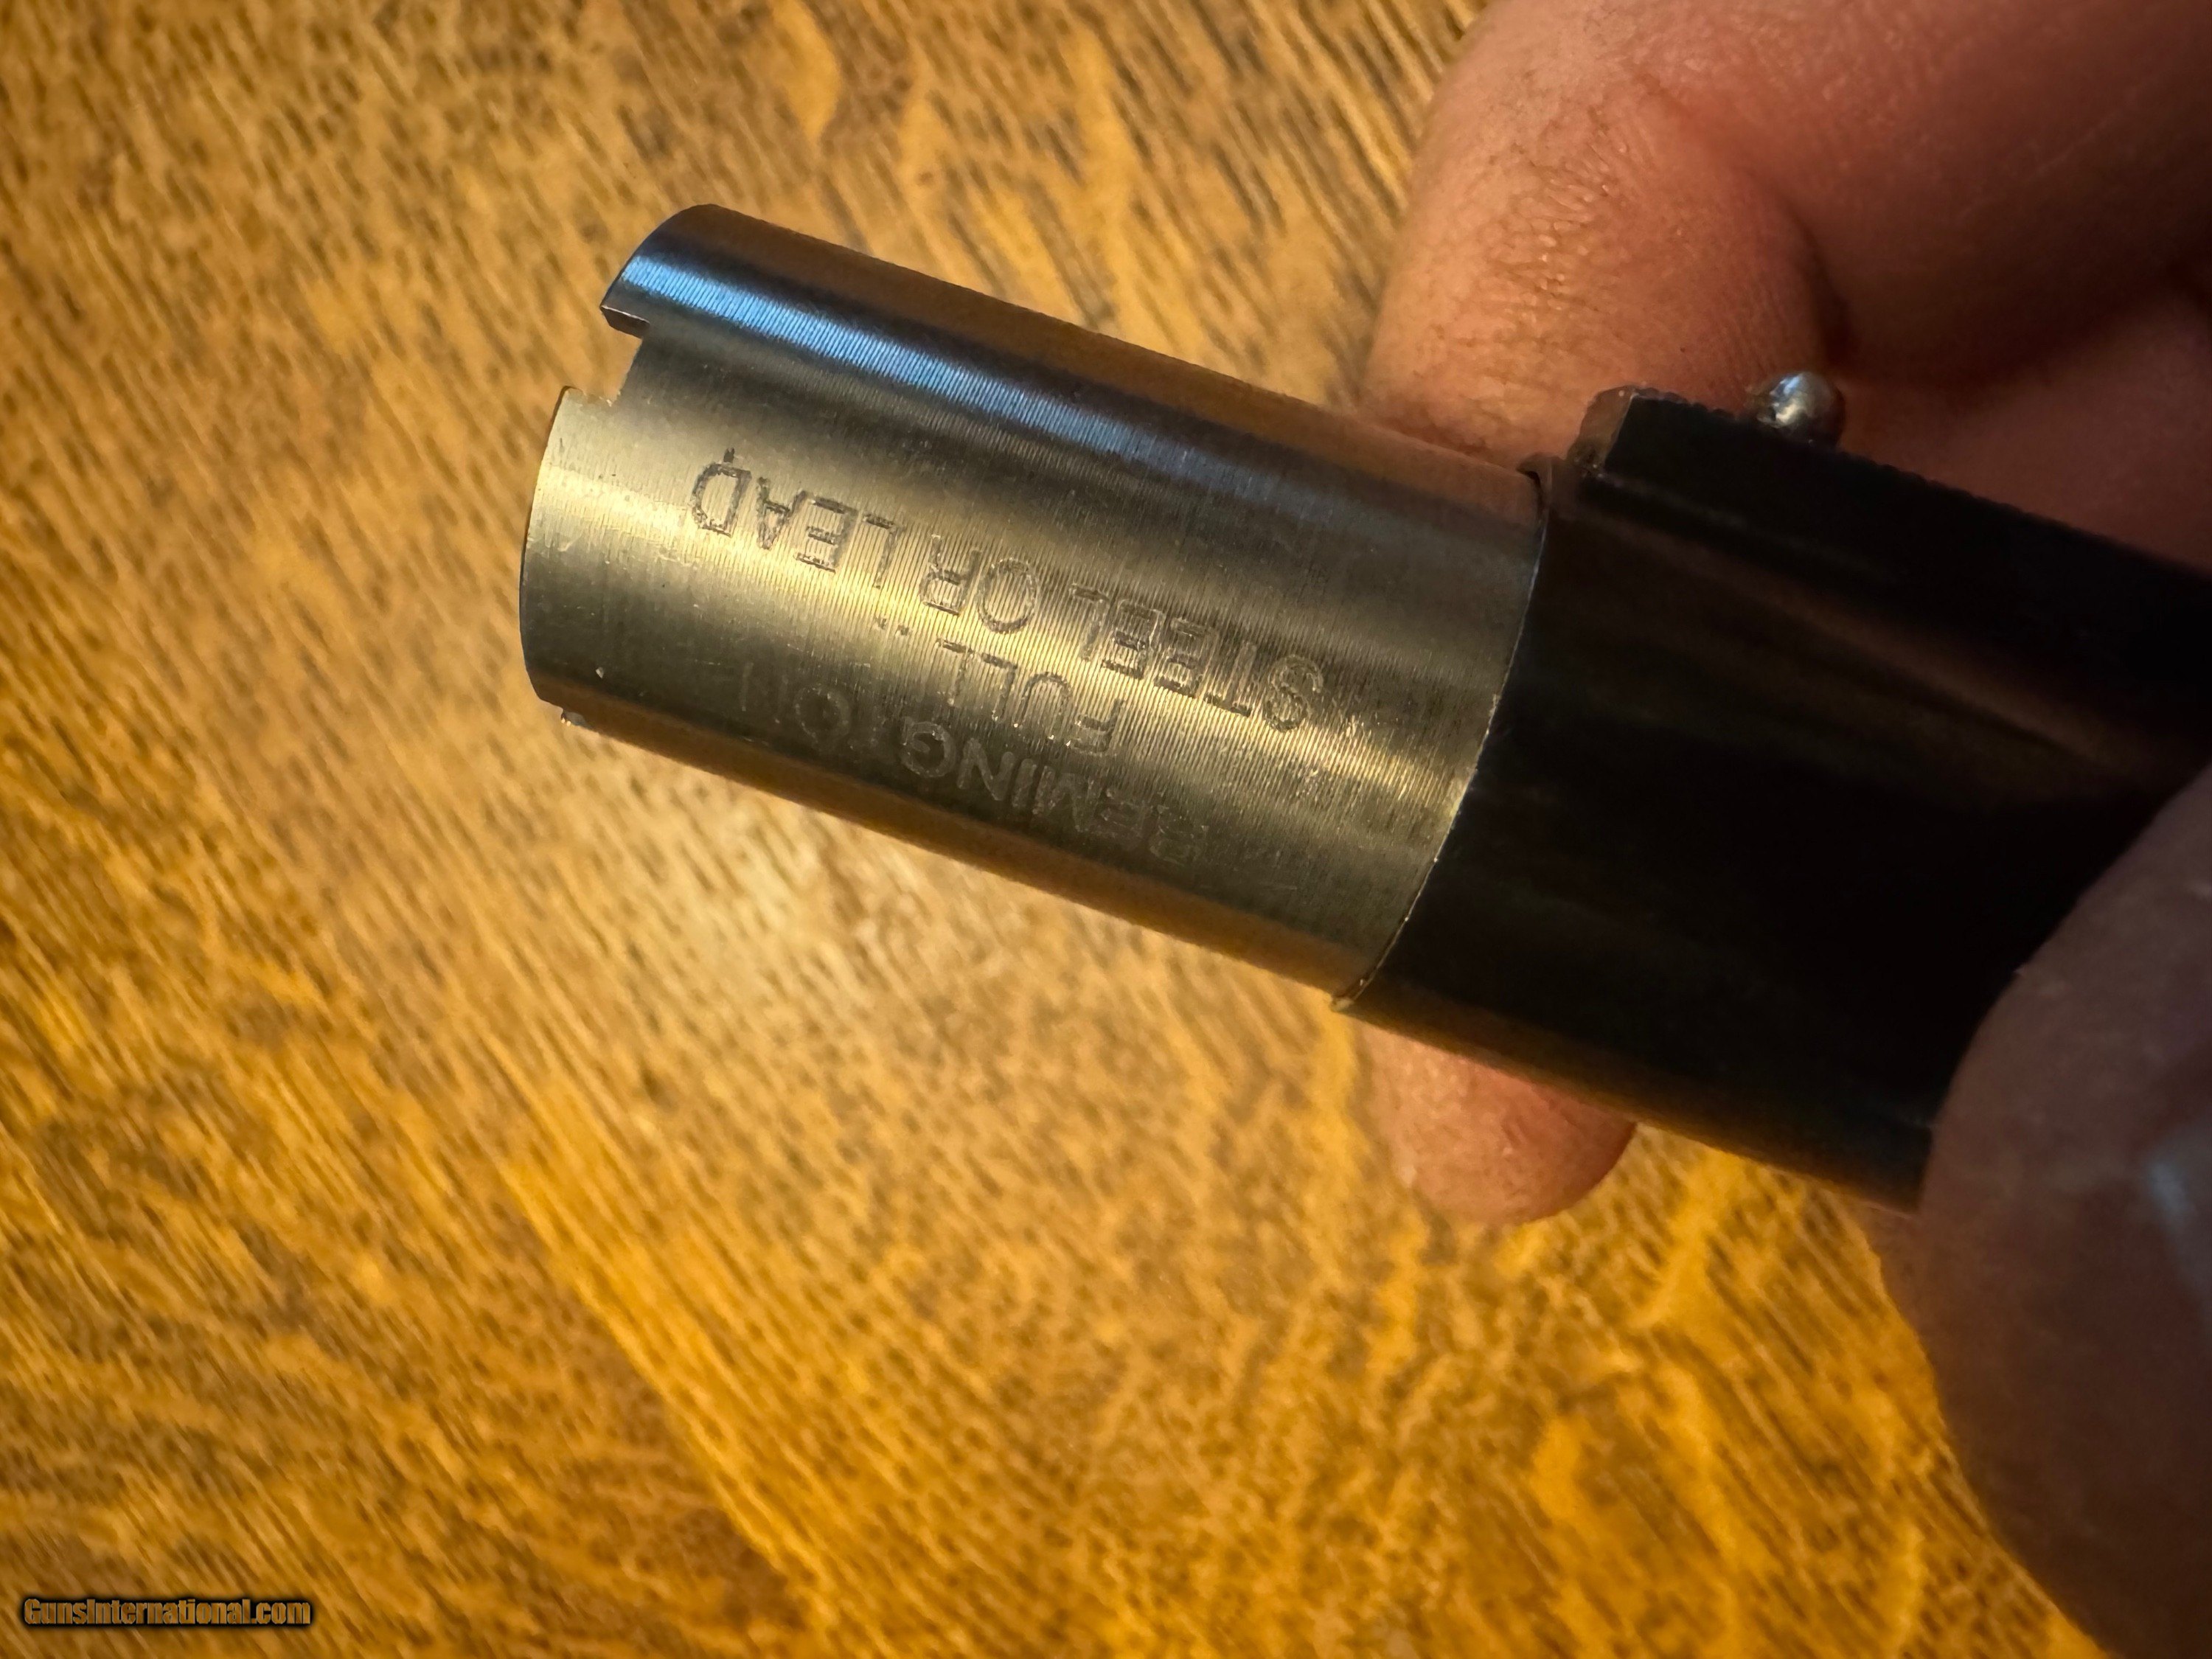 REMINGTON
"FULL"
STEEL OR LEAD
GunsInternational.com